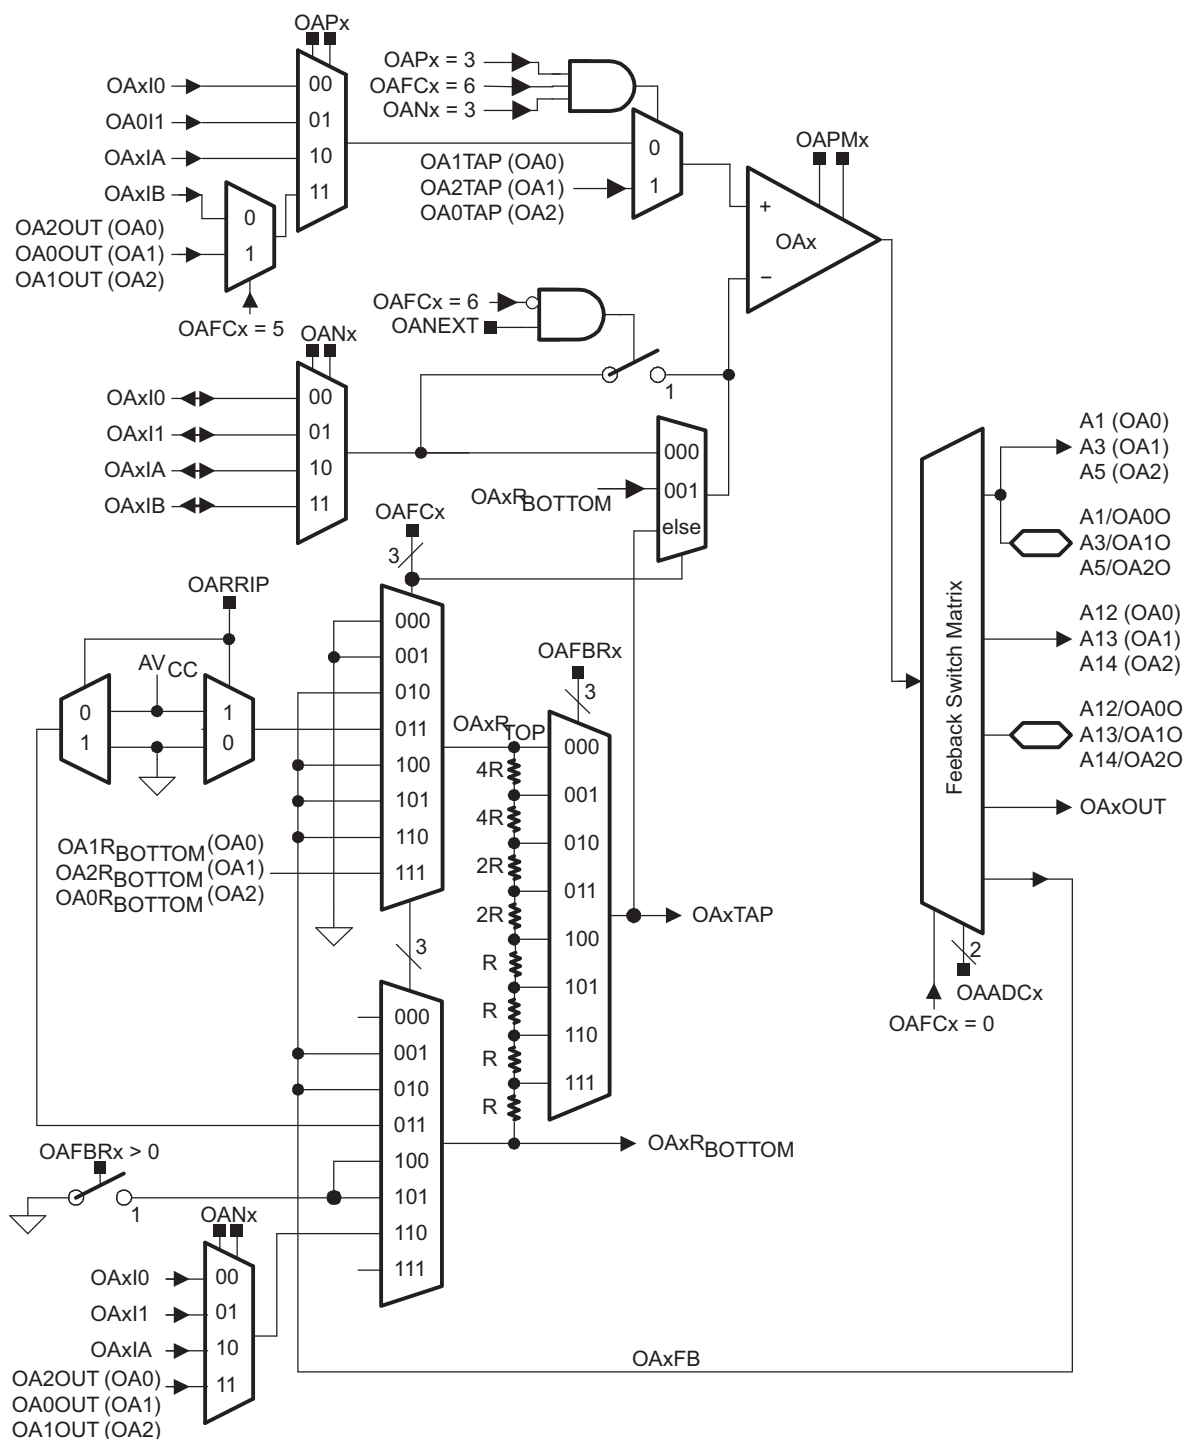 OAPx
OAxI0
00
OA0I1
01
OAxIA
10
OAxIB
11
0
1
OA2OUT (OA0)
OA0OUT (OA1)
OA1OUT (OA2)
OAFCx = 5
OAPx = 3
OAFCx = 6
OANx = 3
OA1TAP (OA0)
OA2TAP (OA1)
OA0TAP (OA2)
0
1
OAPMx
+
OAx
−
OAFCx = 6
OANEXT
1
OANx
OAxI0
00
OAxI1
01
OAxIA
10
OAxIB
11
000
OAxRBOTTOM
001
else
OAFCx
3
OARRIP
AVCC
0
1
1
0
000
001
010
011
100
101
110
111
OA1RBOTTOM (OA0)
OA2RBOTTOM (OA1)
OA0RBOTTOM (OA2)
OAxRTOP
4R
4R
2R
2R
R
R
R
R
OAFBRx
3
000
001
010
011
100
101
110
111
OAxTAP
3
000
001
010
011
100
101
110
111
OAxRBOTTOM
OAFBRx > 0
1
OANx
OAxI0
00
OAxI1
01
OAxIA
10
OA2OUT (OA0)
OA0OUT (OA1)
OA1OUT (OA2)
11
OAxFB
Feeback Switch Matrix
A1 (OA0)
A3 (OA1)
A5 (OA2)
A1/OA0O
A3/OA1O
A5/OA2O
A12 (OA0)
A13 (OA1)
A14 (OA2)
A12/OA0O
A13/OA1O
A14/OA2O
OAxOUT
2
OAADCx
OAFCx = 0